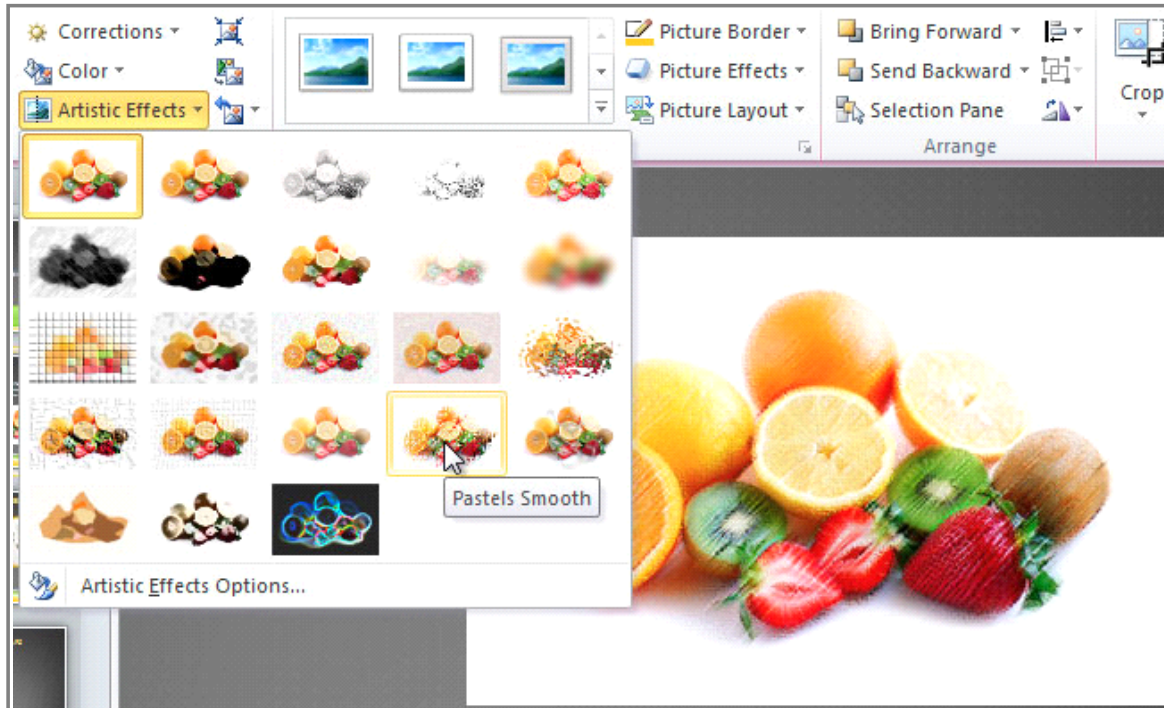 Corrections
Color
Artistic Effects
Picture Border
Picture Effects
Picture Layout
Bring Forward
Send Backward
Selection Pane
Arrange
Crop
Pastels Smooth
Artistic Effects Options...